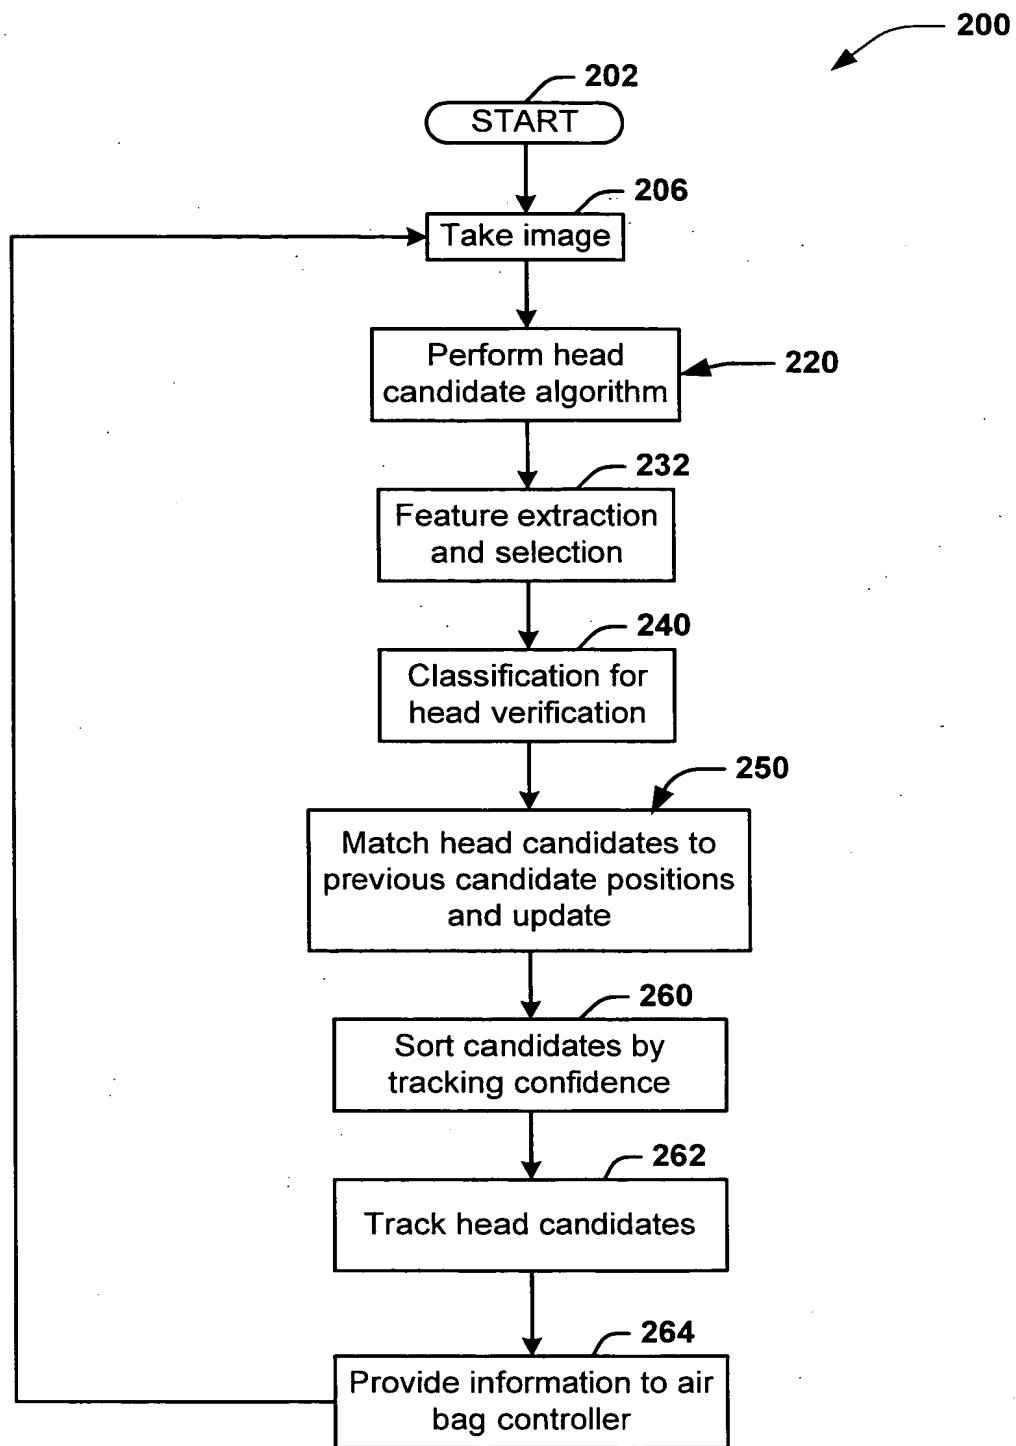 200
202
START
206
Take image
Perform head
candidate algorithm
220
232
Feature extraction
and selection
240
Classification for
head verification
250
Match head candidates to
previous candidate positions
and update
260
Sort candidates by
tracking confidence
262
Track head candidates
264
Provide information to air
bag controller